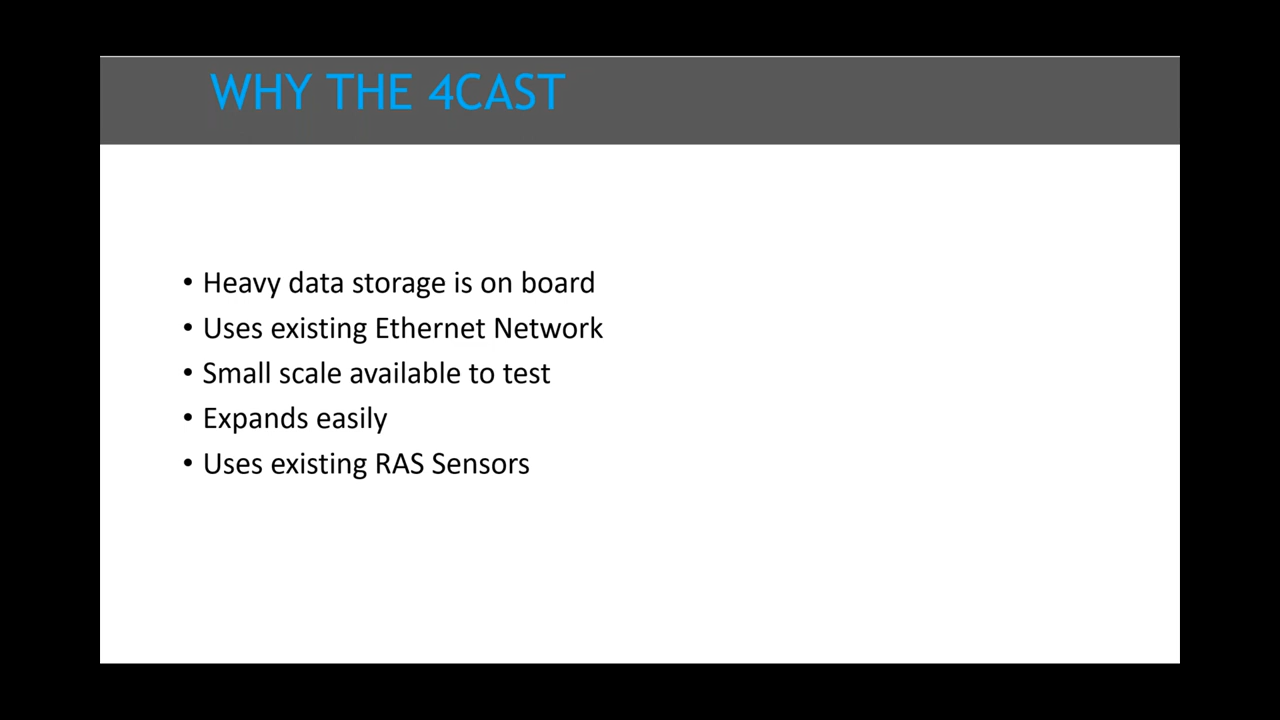 WHY THE 4CAST
• Heavy data storage is on board
• Uses existing Ethernet Network
• Small scale available to test
• Expands easily
• Uses existing RAS Sensors